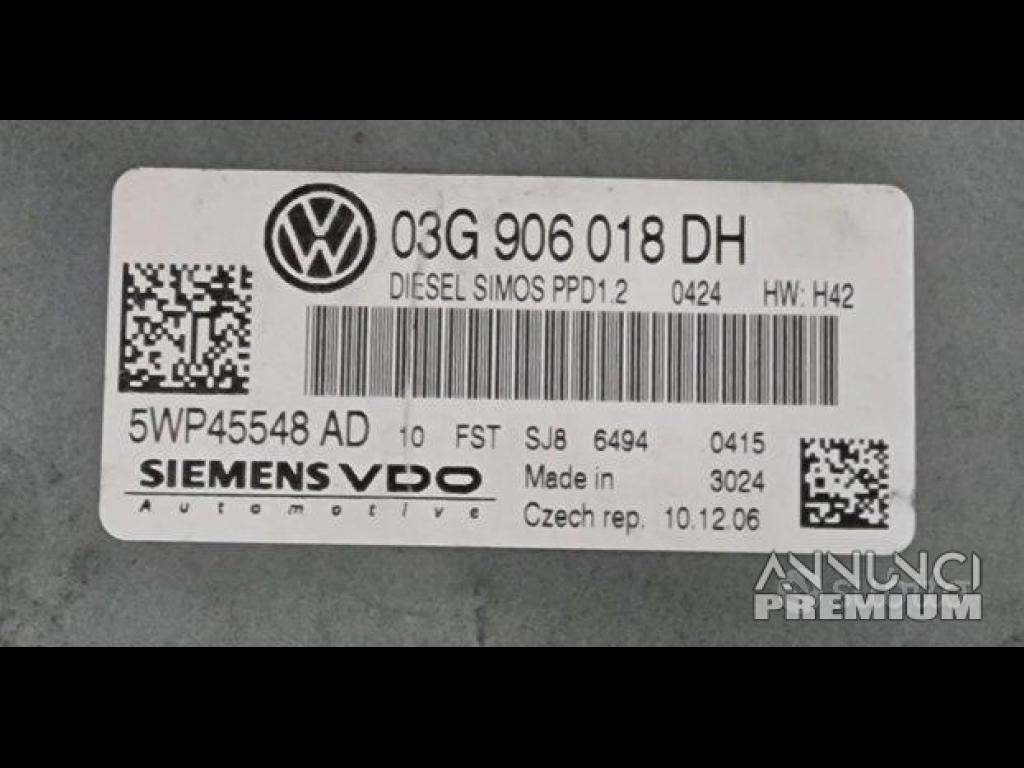 03G 906 018 DH
DIESEL SIMOS PPD1.2 0424 HW: H42
5WP45548 AD 10 FST SJ8 6494 0415
SIEMENS VDO Made in 3024
Automotive Czech rep. 10.12.06
ANNUNCI
PREMIUM